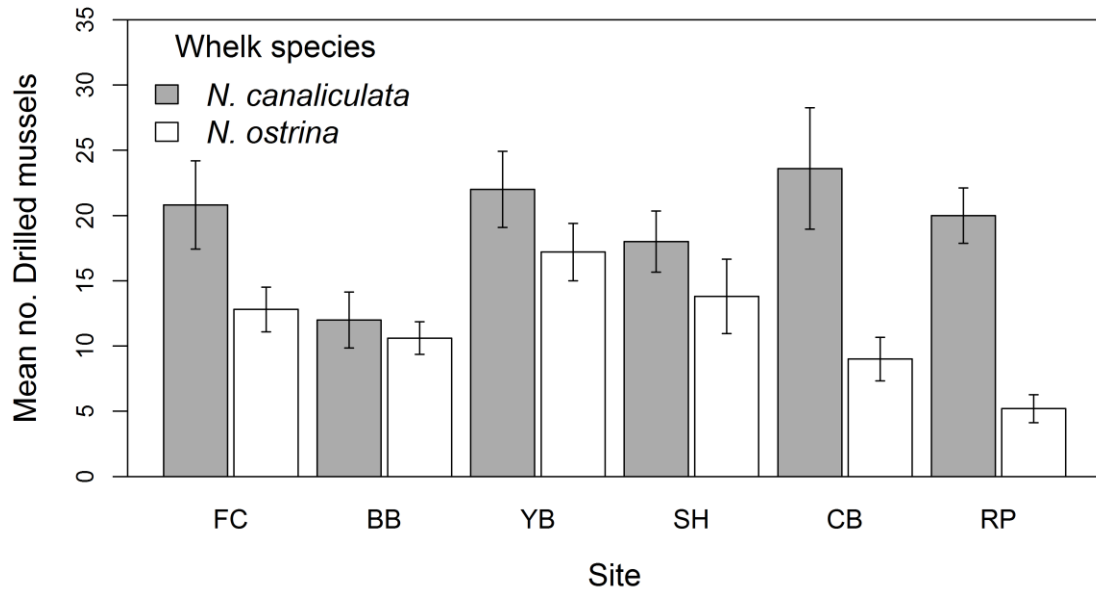 Mean no. Drilled mussels
35
30
25
20
15
10
5
0
Whelk species
N. canaliculata
N. ostrina
FC BB YB SH CB RP
Site